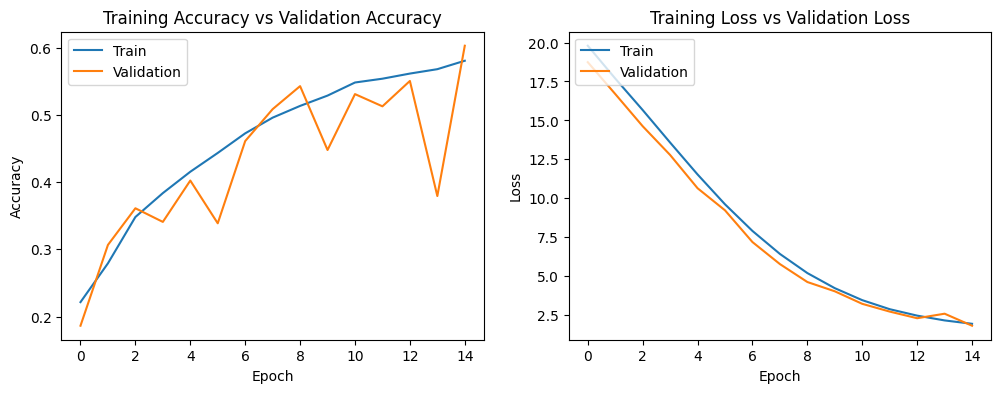 Training Accuracy vs Validation Accuracy
Train
Validation
0.6
0.5
0.4
0.3
0.2
Accuracy
0 2 4 6 8 10 12 14
Epoch
Training Loss vs Validation Loss
Train
Validation
20.0
17.5
15.0
12.5
10.0
7.5
5.0
2.5
Loss
0 2 4 6 8 10 12 14
Epoch